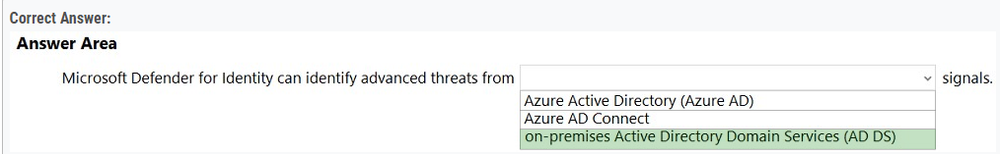 Correct Answer:
Answer Area
Microsoft Defender for Identity can identify advanced threats from signals.
Azure Active Directory (Azure AD)
Azure AD Connect
on-premises Active Directory Domain Services (AD DS)